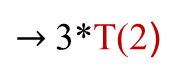 → 3*T(2)